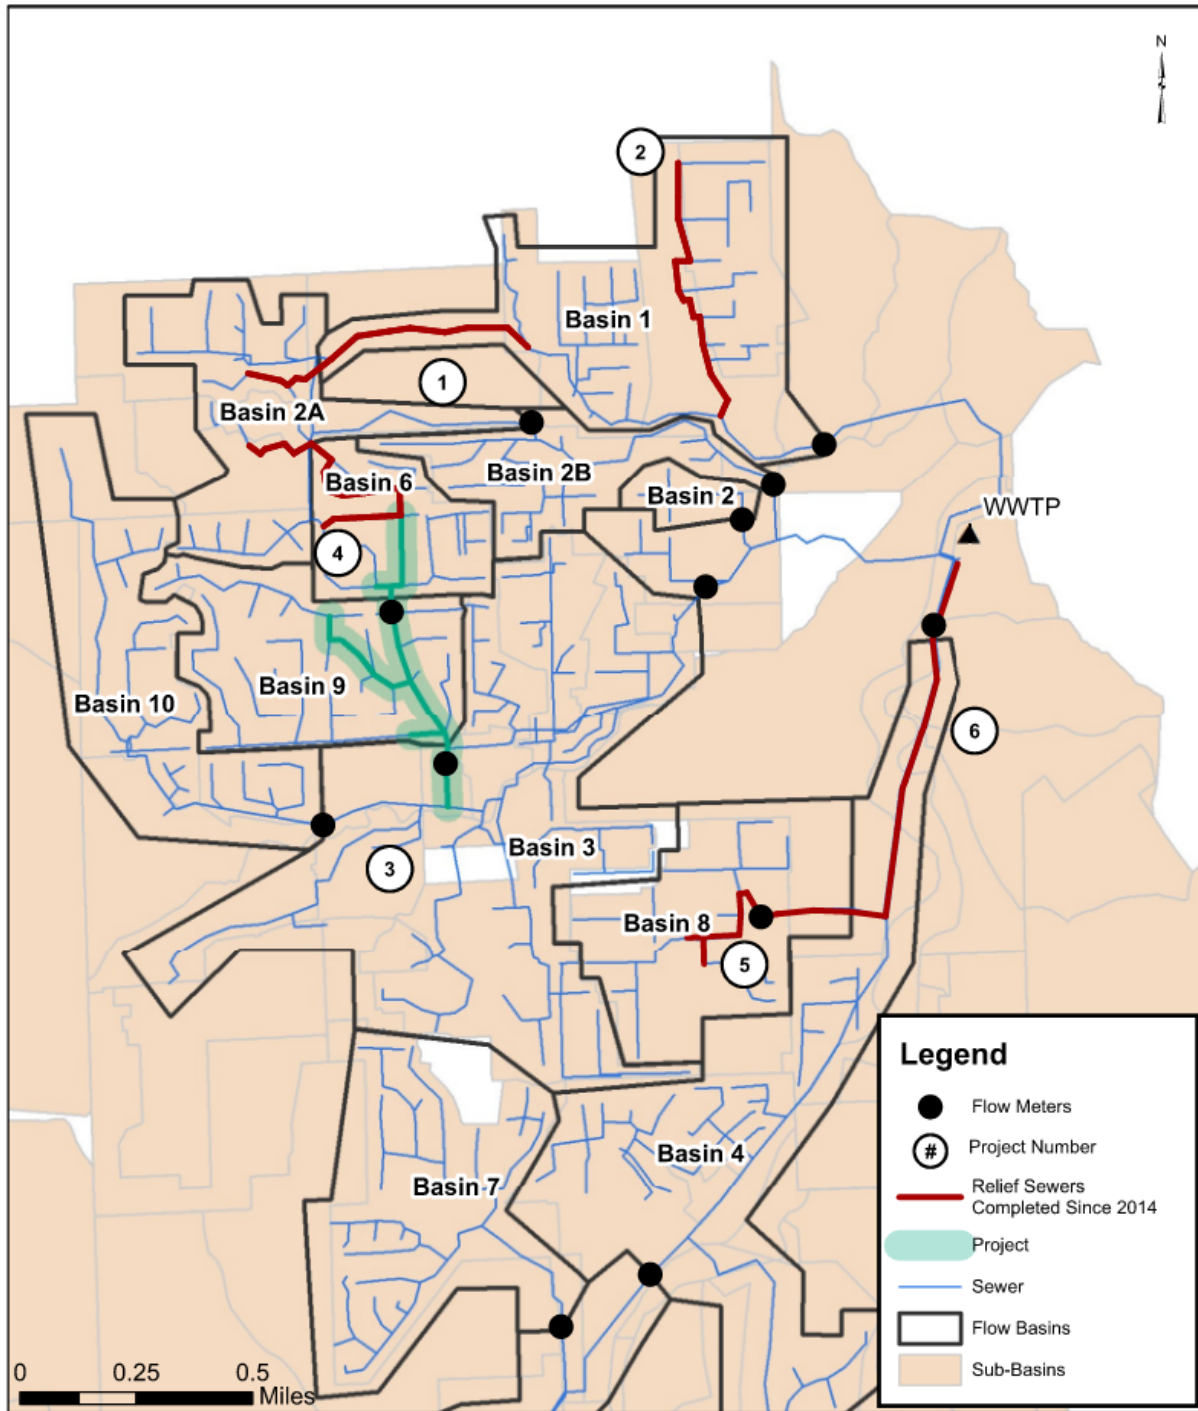 N
2
Basin 1
1
Basin 2A
Basin 2B
Basin 6
Basin 2
WWTP
4
Basin 9
Basin 10
6
Basin 3
3
Basin 8
5
Legend
Flow Meters
# Project Number
Relief Sewers
Completed Since 2014
Project
Sewer
Flow Basins
Sub-Basins
Basin 4
Basin 7
0 0.25 0.5
Miles